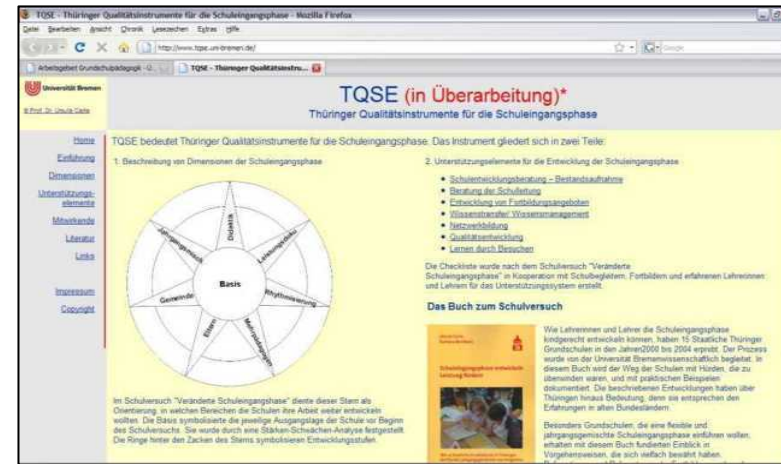 TQSE - Thüringer Qualitätsinstrumente für die Schuleingangsphase - Mozilla Firefox
Datei Bearbeiten Ansicht Chronik Lesezeichen Extras Hilfe
http://www.tqse.uni-bremen.de/
Google
Arbeitsgebiet Grundschulpädagogik - U...
TQSE - Thüringer Qualitätsinstru...
Universität Bremen
© Prof. Dr. Ursula Carle
TQSE (in Überarbeitung)*
Thüringer Qualitätsinstrumente für die Schuleingangsphase
Home
Einführung
Dimensionen
Unterstützungs-
elemente
Mitwirkende
Literatur
Links
Impressum
Copyright
TQSE bedeutet Thüringer Qualitätsinstrumente für die Schuleingangsphase. Das Instrument gliedert sich in zwei Teile:
1. Beschreibung von Dimensionen der Schuleingangsphase
Didaktik
Leistungsdoku
Rhythmisierung
Mehrpädagogen
Eltern
Gemeinde
Jahrgangsmisch
Basis
Im Schulversuch "Veränderte Schuleingangshase" diente dieser Stern als
Orientierung, in welchen Bereichen die Schulen ihre Arbeit weiter entwickeln
wollten. Die Basis symbolisierte die jeweilige Ausgangslage der Schule vor Beginn
des Schulversuchs. Sie wurde durch eine Stärken-Schwächen-Analyse festgestellt.
Die Ringe hinter den Zacken des Sterns symbolisieren Entwicklungsstufen.
2. Unterstützungselemente für die Entwicklung der Schuleingangsphase
Schulentwicklungsberatung – Bestandsaufnahme
Beratung der Schulleitung
Entwicklung von Fortbildungsangeboten
Wissenstransfer/ Wissensmanagement
Netzwerkbildung
Qualitätsentwicklung
Lernen durch Besuchen
Die Checkliste wurde nach dem Schulversuch "Veränderte
Schuleingangsphase" in Kooperation mit Schulbegleitern, Fortbildern und erfahrenen Lehrerinnen
und Lehrern für das Unterstützungssystem erstellt.
Das Buch zum Schulversuch
Schuleingangsphase entwickeln
Leistung fördern
Wie Lehrerinnen und Lehrer die Schuleingangsphase
kindgerecht entwickeln können, haben 15 Staatliche Thüringer
Grundschulen in den Jahren2000 bis 2004 erprobt. Der Prozess
wurde von der Universität Bremenwissenschaftlich begleitet. In
diesem Buch wird der Weg der Schulen mit Hürden, die zu
überwinden waren, und mit praktischen Beispielen
dokumentiert. Die beschriebenen Entwicklungen haben über
Thüringen hinaus Bedeutung, denn sie entsprechen den
Erfahrungen in alten Bundesländern.
Besonders Grundschulen, die eine flexible und
jahrgangsgemischte Schuleingangsphase einführen wollen,
erhalten mit diesem Buch fundierten Einblick in
Vorgehensweisen, die sich vielfach bewährt haben.